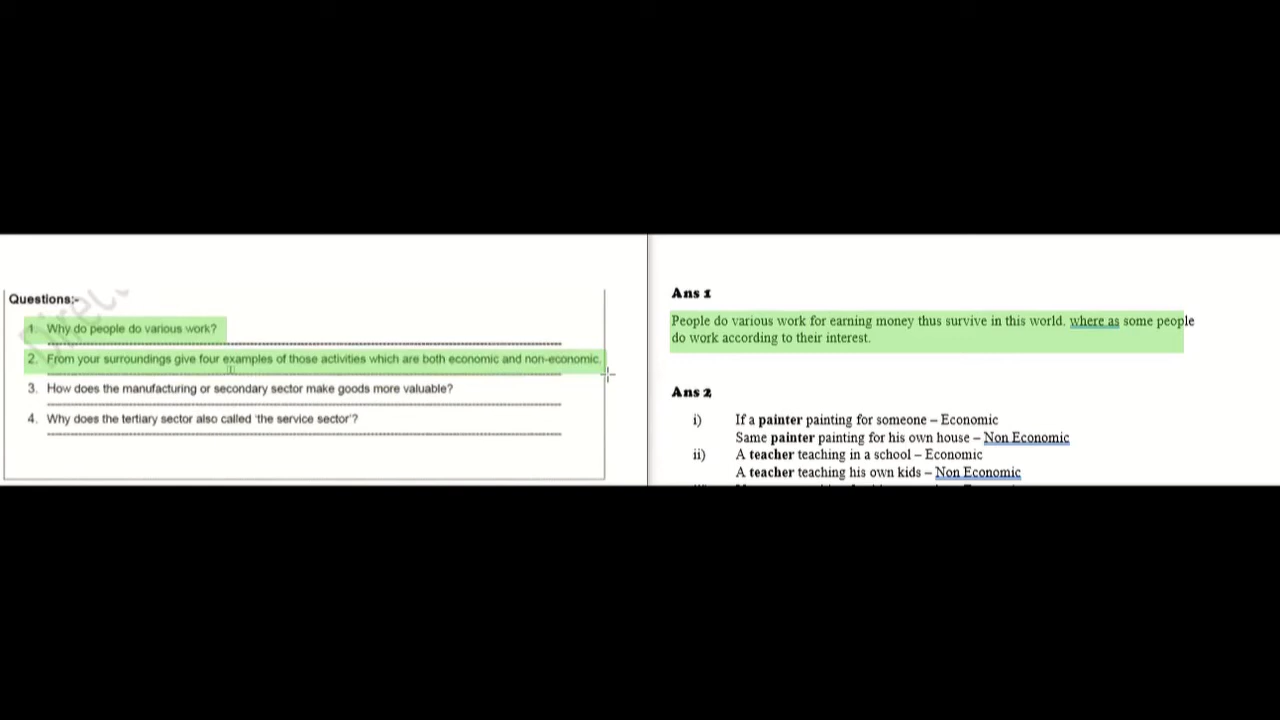 Questions:-
1. Why do people do various work?
2. From your surroundings give four examples of those activities which are both economic and non-economic.
3. How does the manufacturing or secondary sector make goods more valuable?
4. Why does the tertiary sector also called 'the service sector'?
Ans 1
People do various work for earning money thus survive in this world. where as some people
do work according to their interest.
Ans 2
i) If a painter painting for someone – Economic
Same painter painting for his own house – Non Economic
ii) A teacher teaching in a school – Economic
A teacher teaching his own kids – Non Economic